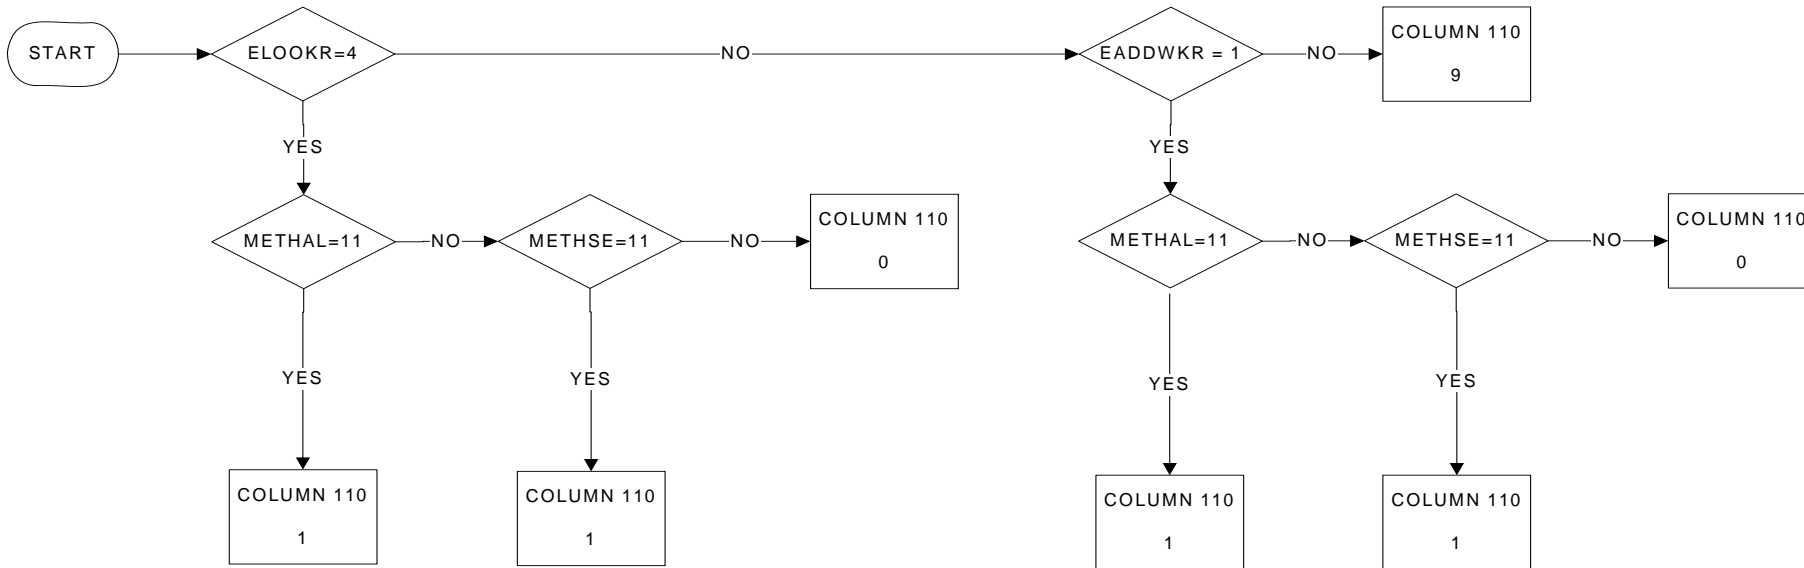 START
ELOOKR=4
NO
EADDWKR = 1
NO
COLUMN 110
9
YES
YES
METHAL=11
NO
METHSE=11
NO
COLUMN 110
0
METHAL=11
NO
METHSE=11
NO
COLUMN 110
0
YES
YES
YES
YES
COLUMN 110
1
COLUMN 110
1
COLUMN 110
1
COLUMN 110
1